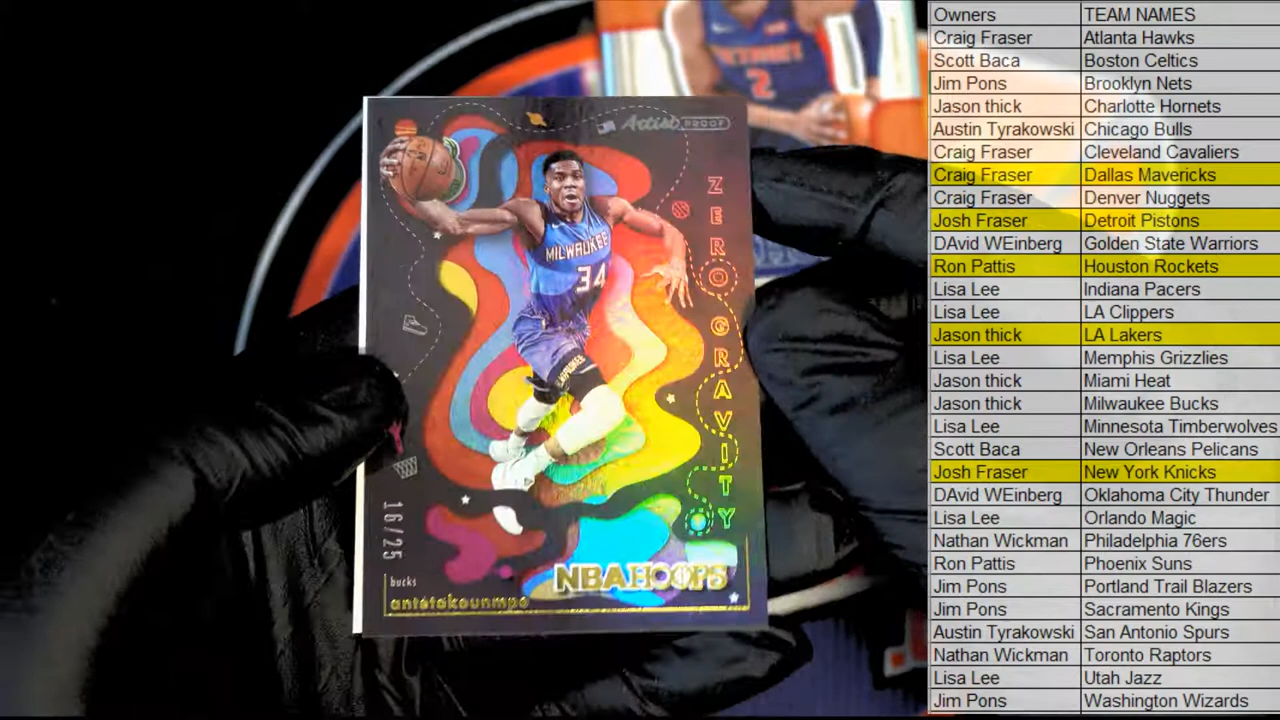 DETROIT
2
Artist PROOF
ZERO GRAVITY
MILWAUKEE
34
MILWAUKEE
16/25
bucks
antetokounmpo
NBA HOOPS
Owners TEAM NAMES
Craig Fraser Atlanta Hawks
Scott Baca Boston Celtics
Jim Pons Brooklyn Nets
Jason thick Charlotte Hornets
Austin Tyrakowski Chicago Bulls
Craig Fraser Cleveland Cavaliers
Craig Fraser Dallas Mavericks
Craig Fraser Denver Nuggets
Josh Fraser Detroit Pistons
DAvid WEinberg Golden State Warriors
Ron Pattis Houston Rockets
Lisa Lee Indiana Pacers
Lisa Lee LA Clippers
Jason thick LA Lakers
Lisa Lee Memphis Grizzlies
Jason thick Miami Heat
Jason thick Milwaukee Bucks
Lisa Lee Minnesota Timberwolves
Scott Baca New Orleans Pelicans
Josh Fraser New York Knicks
DAvid WEinberg Oklahoma City Thunder
Lisa Lee Orlando Magic
Nathan Wickman Philadelphia 76ers
Ron Pattis Phoenix Suns
Jim Pons Portland Trail Blazers
Jim Pons Sacramento Kings
Austin Tyrakowski San Antonio Spurs
Nathan Wickman Toronto Raptors
Lisa Lee Utah Jazz
Jim Pons Washington Wizards